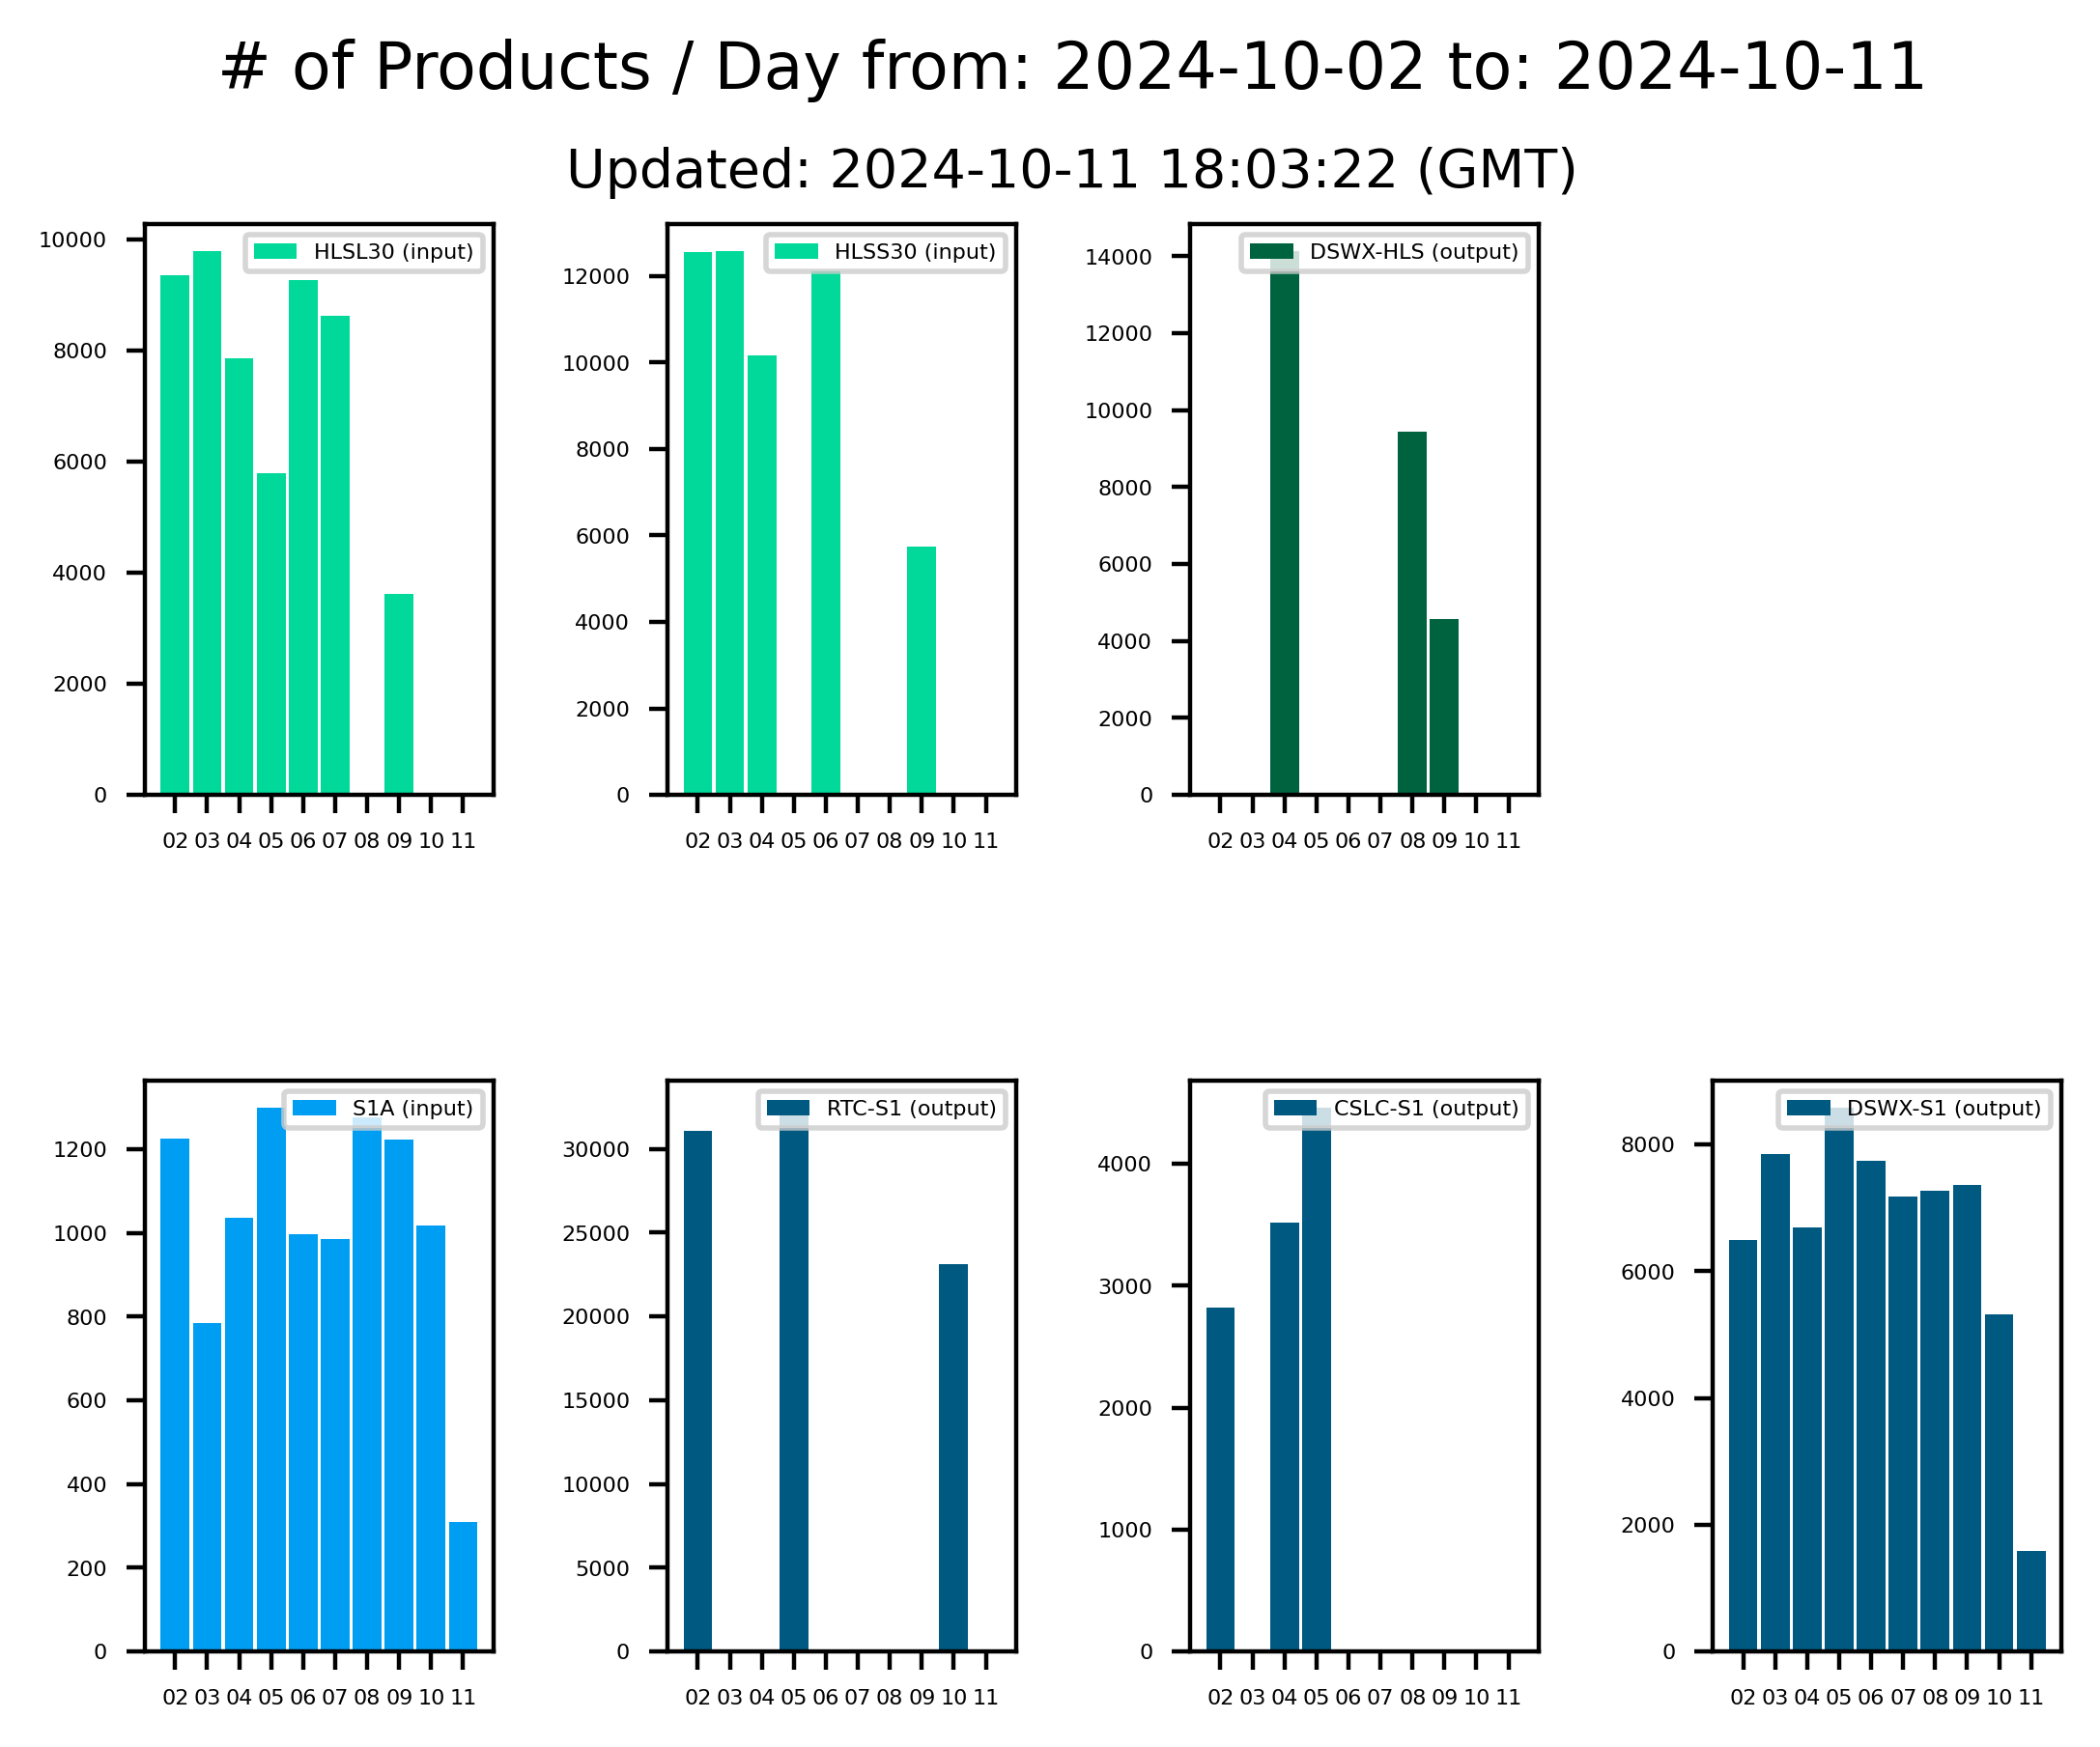 # of Products / Day from: 2024-10-02 to: 2024-10-11
Updated: 2024-10-11 18:03:22 (GMT)
HLSL30 (input)
10000
8000
6000
4000
2000
0
02 03 04 05 06 07 08 09 10 11
HLSS30 (input)
12000
10000
8000
6000
4000
2000
0
02 03 04 05 06 07 08 09 10 11
DSWX-HLS (output)
14000
12000
10000
8000
6000
4000
2000
0
02 03 04 05 06 07 08 09 10 11
S1A (input)
1200
1000
800
600
400
200
0
02 03 04 05 06 07 08 09 10 11
RTC-S1 (output)
30000
25000
20000
15000
10000
5000
0
02 03 04 05 06 07 08 09 10 11
CSLC-S1 (output)
4000
3000
2000
1000
0
02 03 04 05 06 07 08 09 10 11
DSWX-S1 (output)
8000
6000
4000
2000
0
02 03 04 05 06 07 08 09 10 11